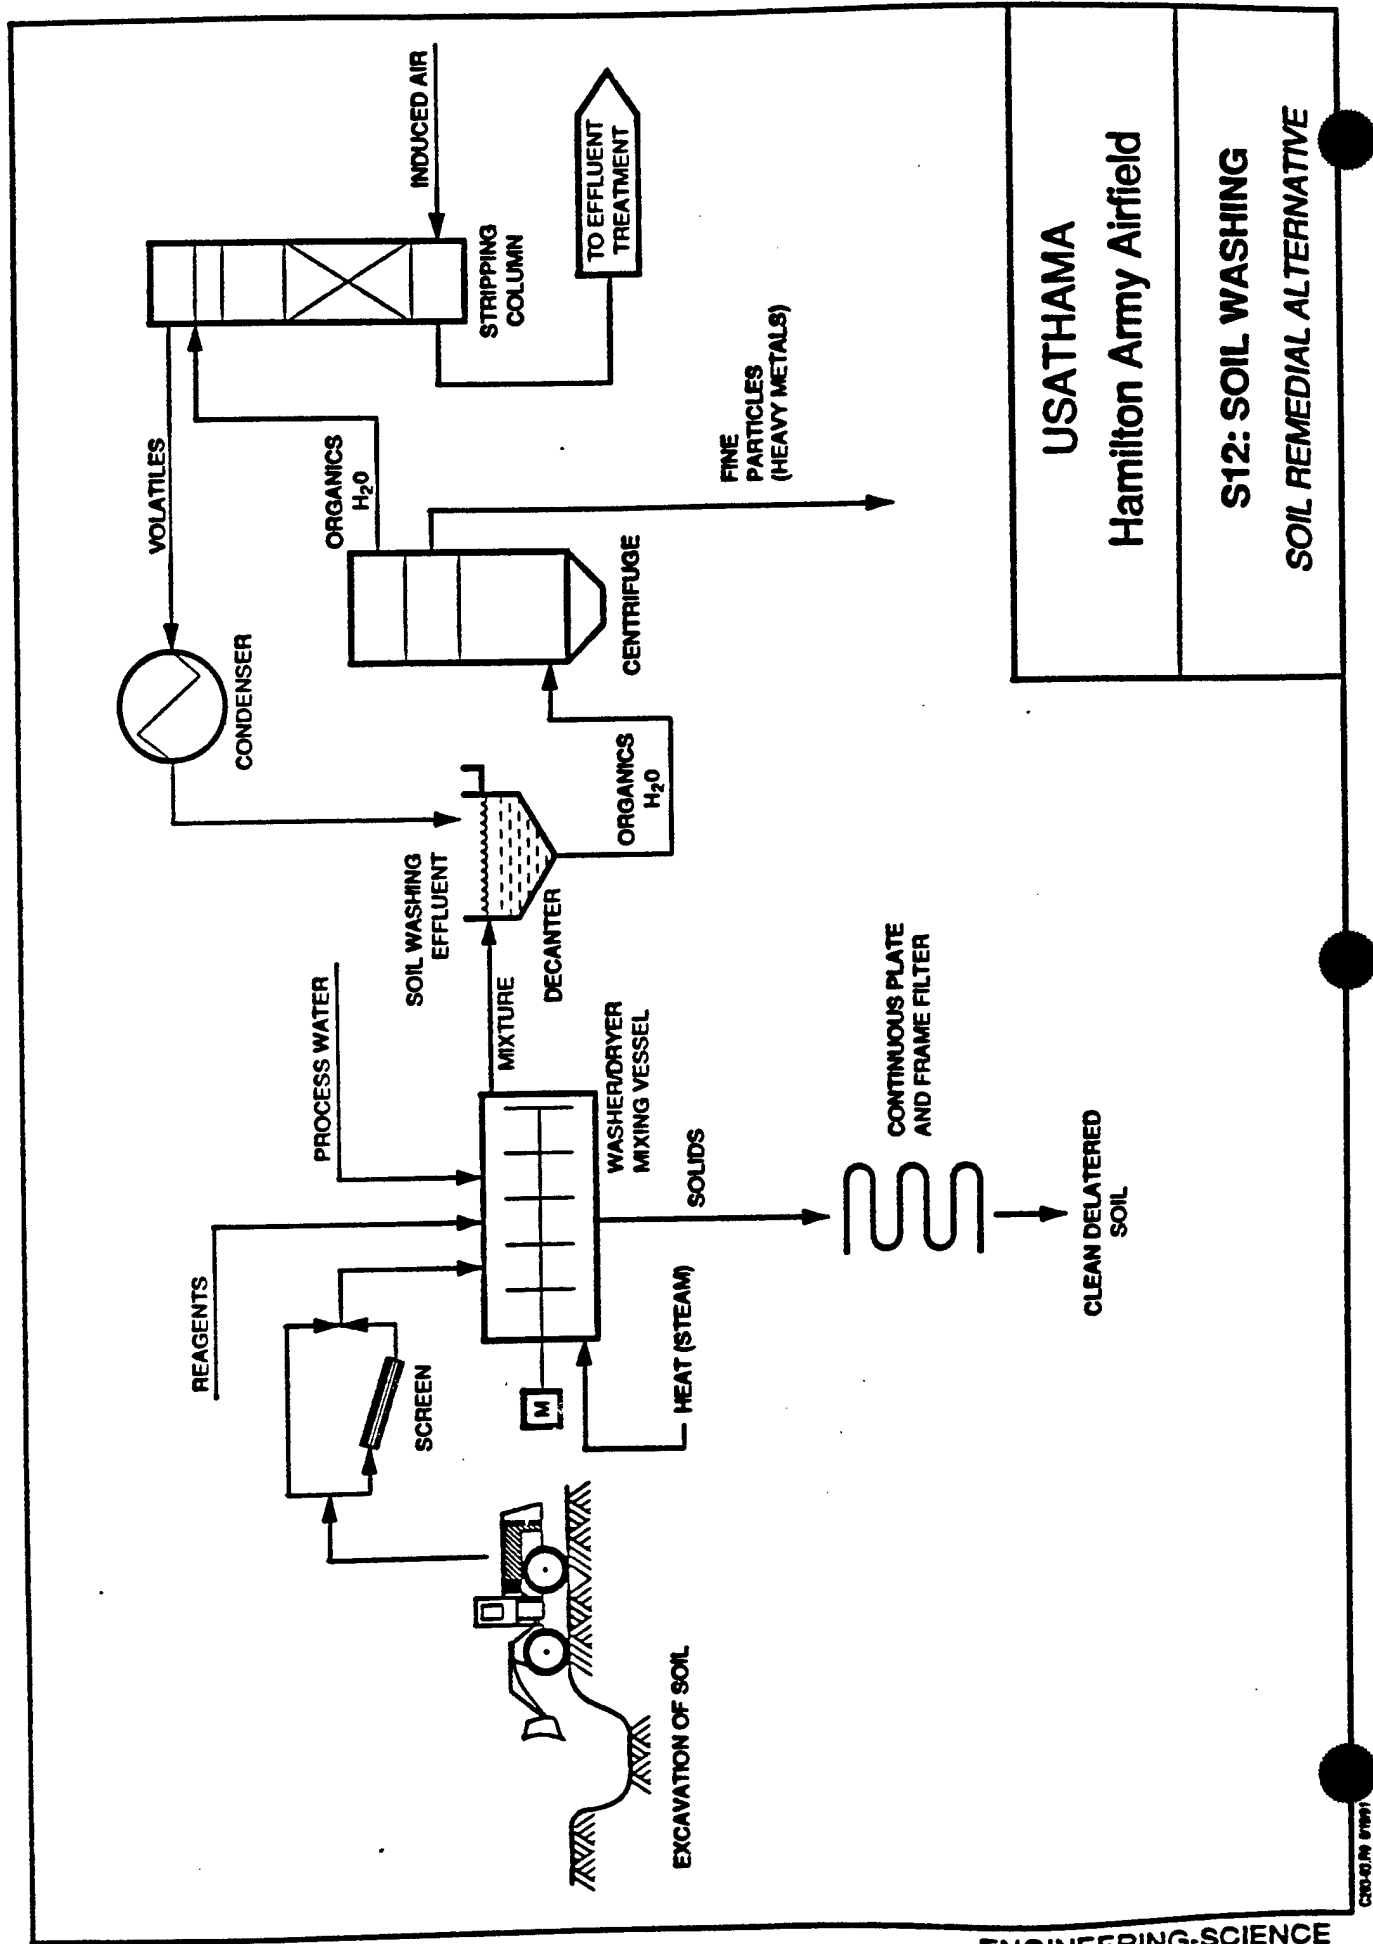 INDUCED AIR
VOLATILES
CONDENSER
ORGANICS
H₂O
STRIPPING
COLUMN
TO EFFLUENT
TREATMENT
REAGENTS
PROCESS WATER
SOIL WASHING
EFFLUENT
SCREEN
MIXTURE
DECANTER
ORGANICS
H₂O
CENTRIFUGE
FINE
PARTICLES
(HEAVY METALS)
M
WASHER/DRYER
MIXING VESSEL
HEAT (STEAM)
SOLIDS
EXCAVATION OF SOIL
CONTINUOUS PLATE
AND FRAME FILTER
CLEAN DELATERED
SOIL
USATHAMA
Hamilton Army Airfield
S12: SOIL WASHING
SOIL REMEDIAL ALTERNATIVE
ENGINEERING-SCIENCE